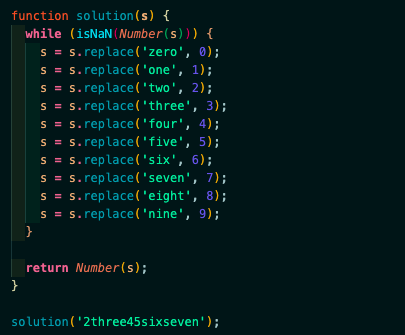 function solution(s) {
  while (isNaN(Number(s))) {
    s = s.replace('zero', 0);
    s = s.replace('one', 1);
    s = s.replace('two', 2);
    s = s.replace('three', 3);
    s = s.replace('four', 4);
    s = s.replace('five', 5);
    s = s.replace('six', 6);
    s = s.replace('seven', 7);
    s = s.replace('eight', 8);
    s = s.replace('nine', 9);
  }

  return Number(s);
}

solution('2three45sixseven');